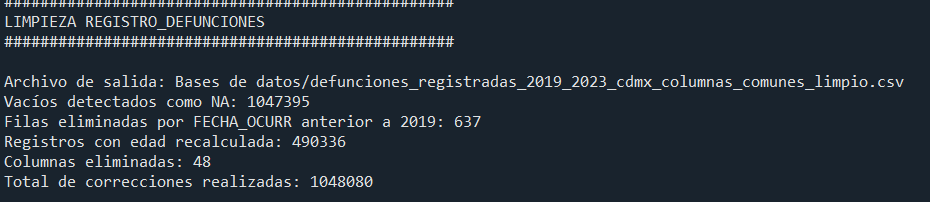 ##################################################
LIMPIEZA REGISTRO_DEFUNCIONES
##################################################
Archivo de salida: Bases de datos/defunciones_registradas_2019_2023_cdmx_columnas_comunes_limpio.csv
Vacíos detectados como NA: 1047395
Filas eliminadas por FECHA_OCURR anterior a 2019: 637
Registros con edad recalculada: 490336
Columnas eliminadas: 48
Total de correcciones realizadas: 1048080